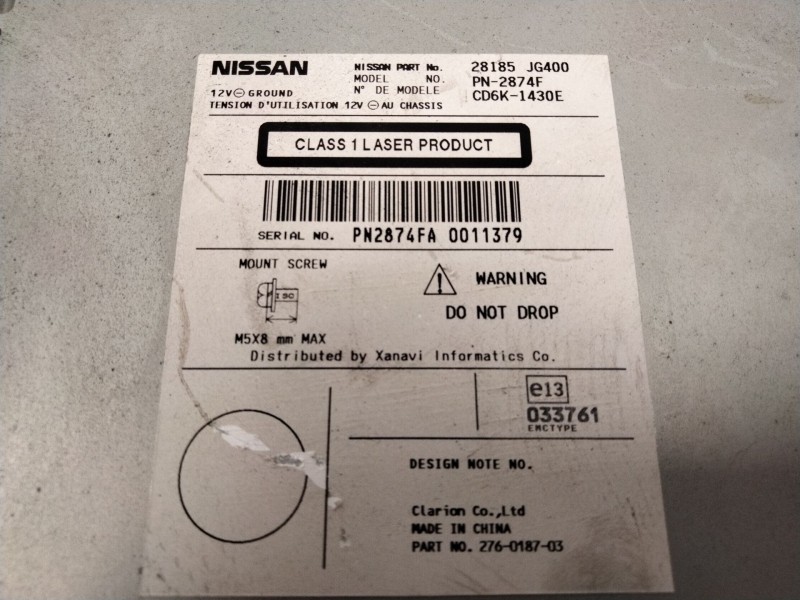 NISSAN
NISSAN PART No. 28185 JG400
MODEL NO. PN-2874F
N° DE MODELE CD6K-1430E
12V⊖GROUND
TENSION D'UTILISATION 12V ⊖ AU CHASSIS
CLASS 1 LASER PRODUCT
SERIAL NO. PN2874FA 0011379
MOUNT SCREW
ISO
M5X8 mm MAX
WARNING
DO NOT DROP
Distributed by Xanavi Informatics Co.
e13
033761
EMCTYPE
DESIGN NOTE NO.
Clarion Co.,Ltd
MADE IN CHINA
PART NO. 276-0187-03